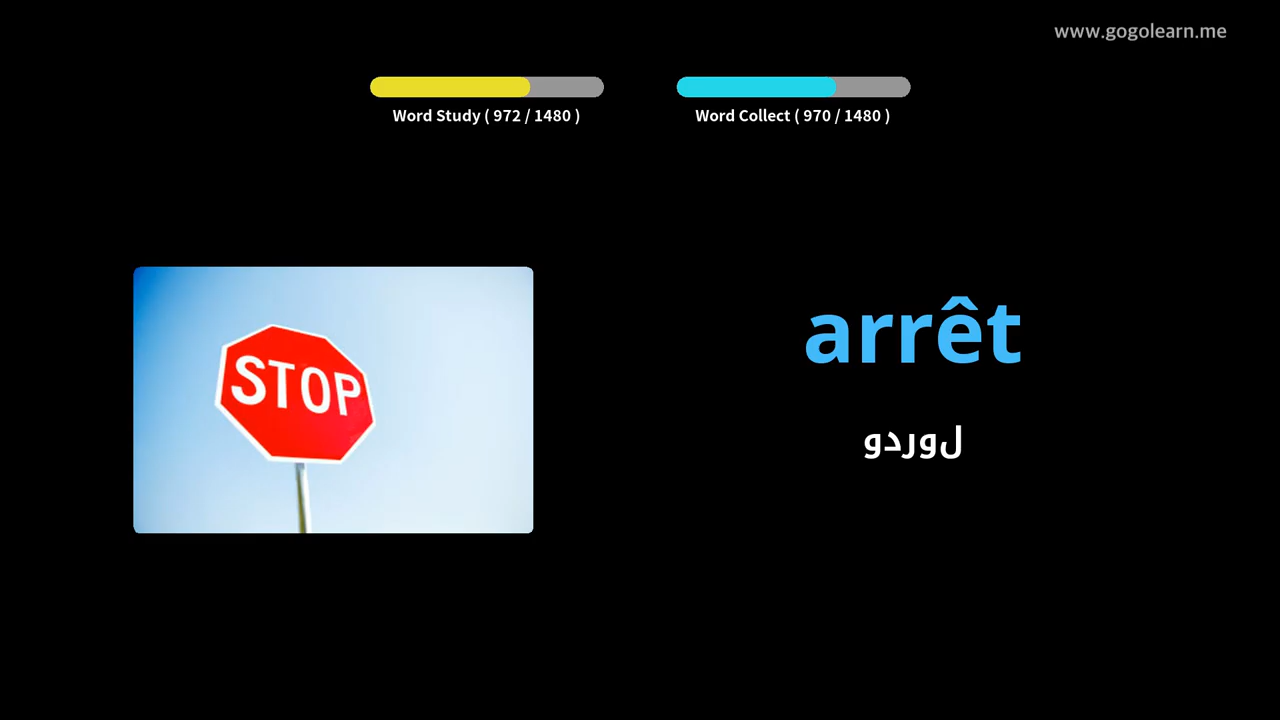 www.gogolearn.me
Word Study ( 972 / 1480 )
Word Collect ( 970 / 1480 )
STOP
arrêt
لوردو